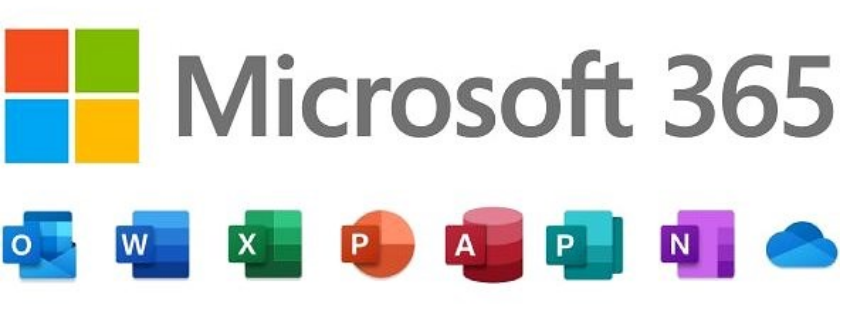 Microsoft 365
O W X P A P N